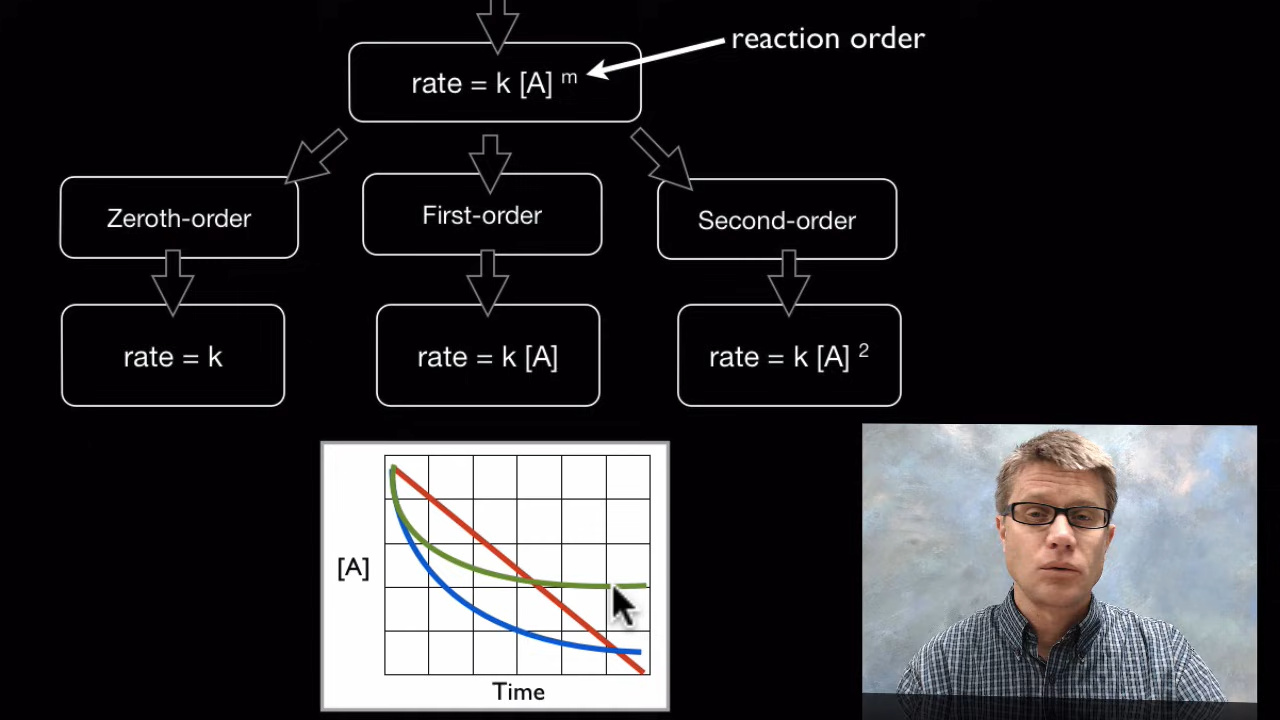 reaction order
rate = k [A] m
Zeroth-order
First-order
Second-order
rate = k
rate = k [A]
rate = k [A] 2
[A]
Time